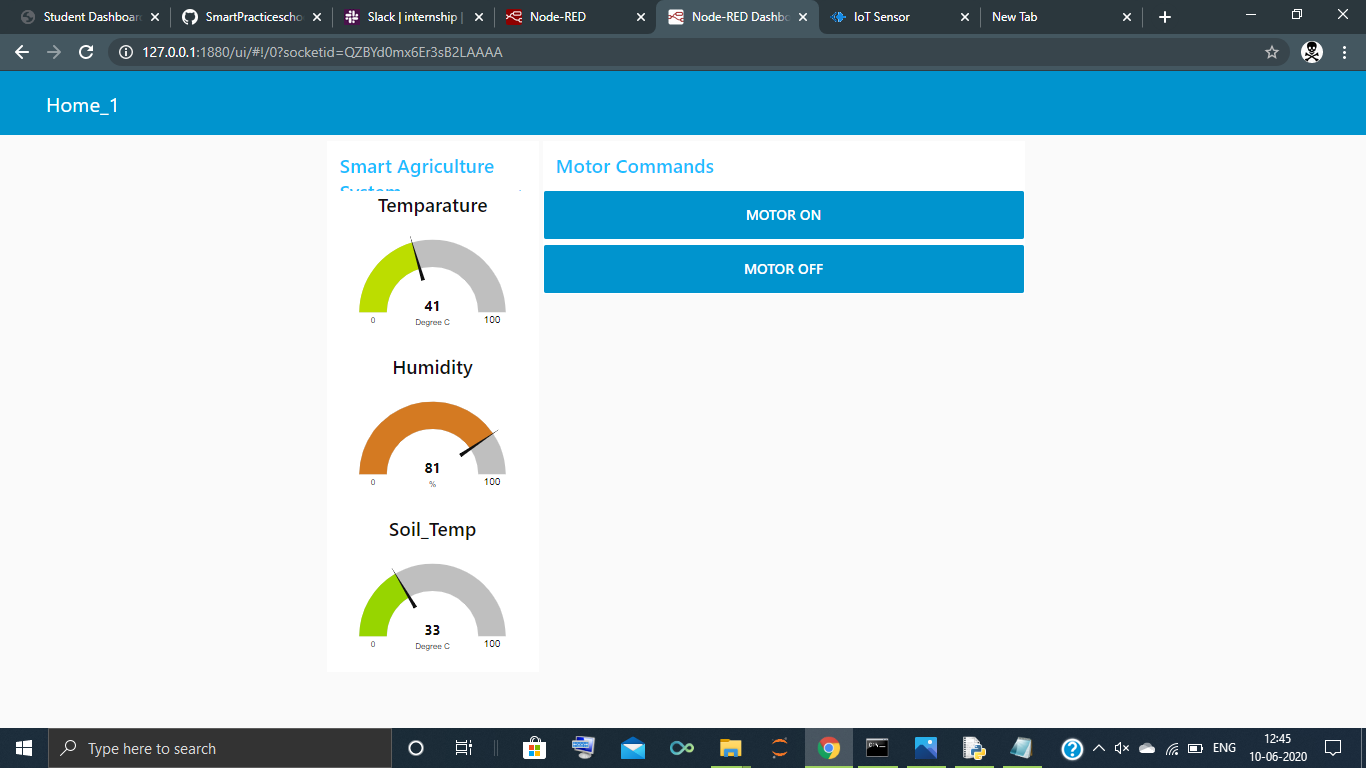 Student Dashboar
SmartPracticescho
Slack | internship |
Node-RED
Node-RED Dashbo
IoT Sensor
New Tab
127.0.0.1:1880/ui/#!/0?socketid=QZBYd0mx6Er3sB2LAAAA
Home_1
Smart Agriculture
System
Temparature
41
Degree C
0
100
Humidity
81
%
0
100
Soil_Temp
33
Degree C
0
100
Motor Commands
MOTOR ON
MOTOR OFF
Type here to search
ENG
12:45
10-06-2020